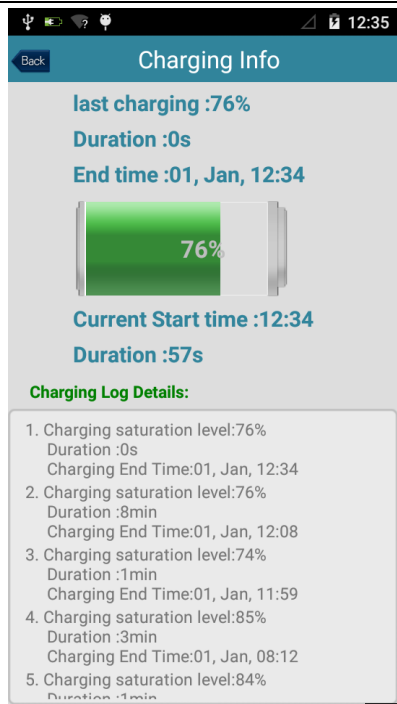 12:35
Back
Charging Info
last charging :76%
Duration :0s
End time :01, Jan, 12:34
76%
Current Start time :12:34
Duration :57s
Charging Log Details:
1. Charging saturation level:76%
Duration :0s
Charging End Time:01, Jan, 12:34
2. Charging saturation level:76%
Duration :8min
Charging End Time:01, Jan, 12:08
3. Charging saturation level:74%
Duration :1min
Charging End Time:01, Jan, 11:59
4. Charging saturation level:85%
Duration :3min
Charging End Time:01, Jan, 08:12
5. Charging saturation level:84%
Duration :1min